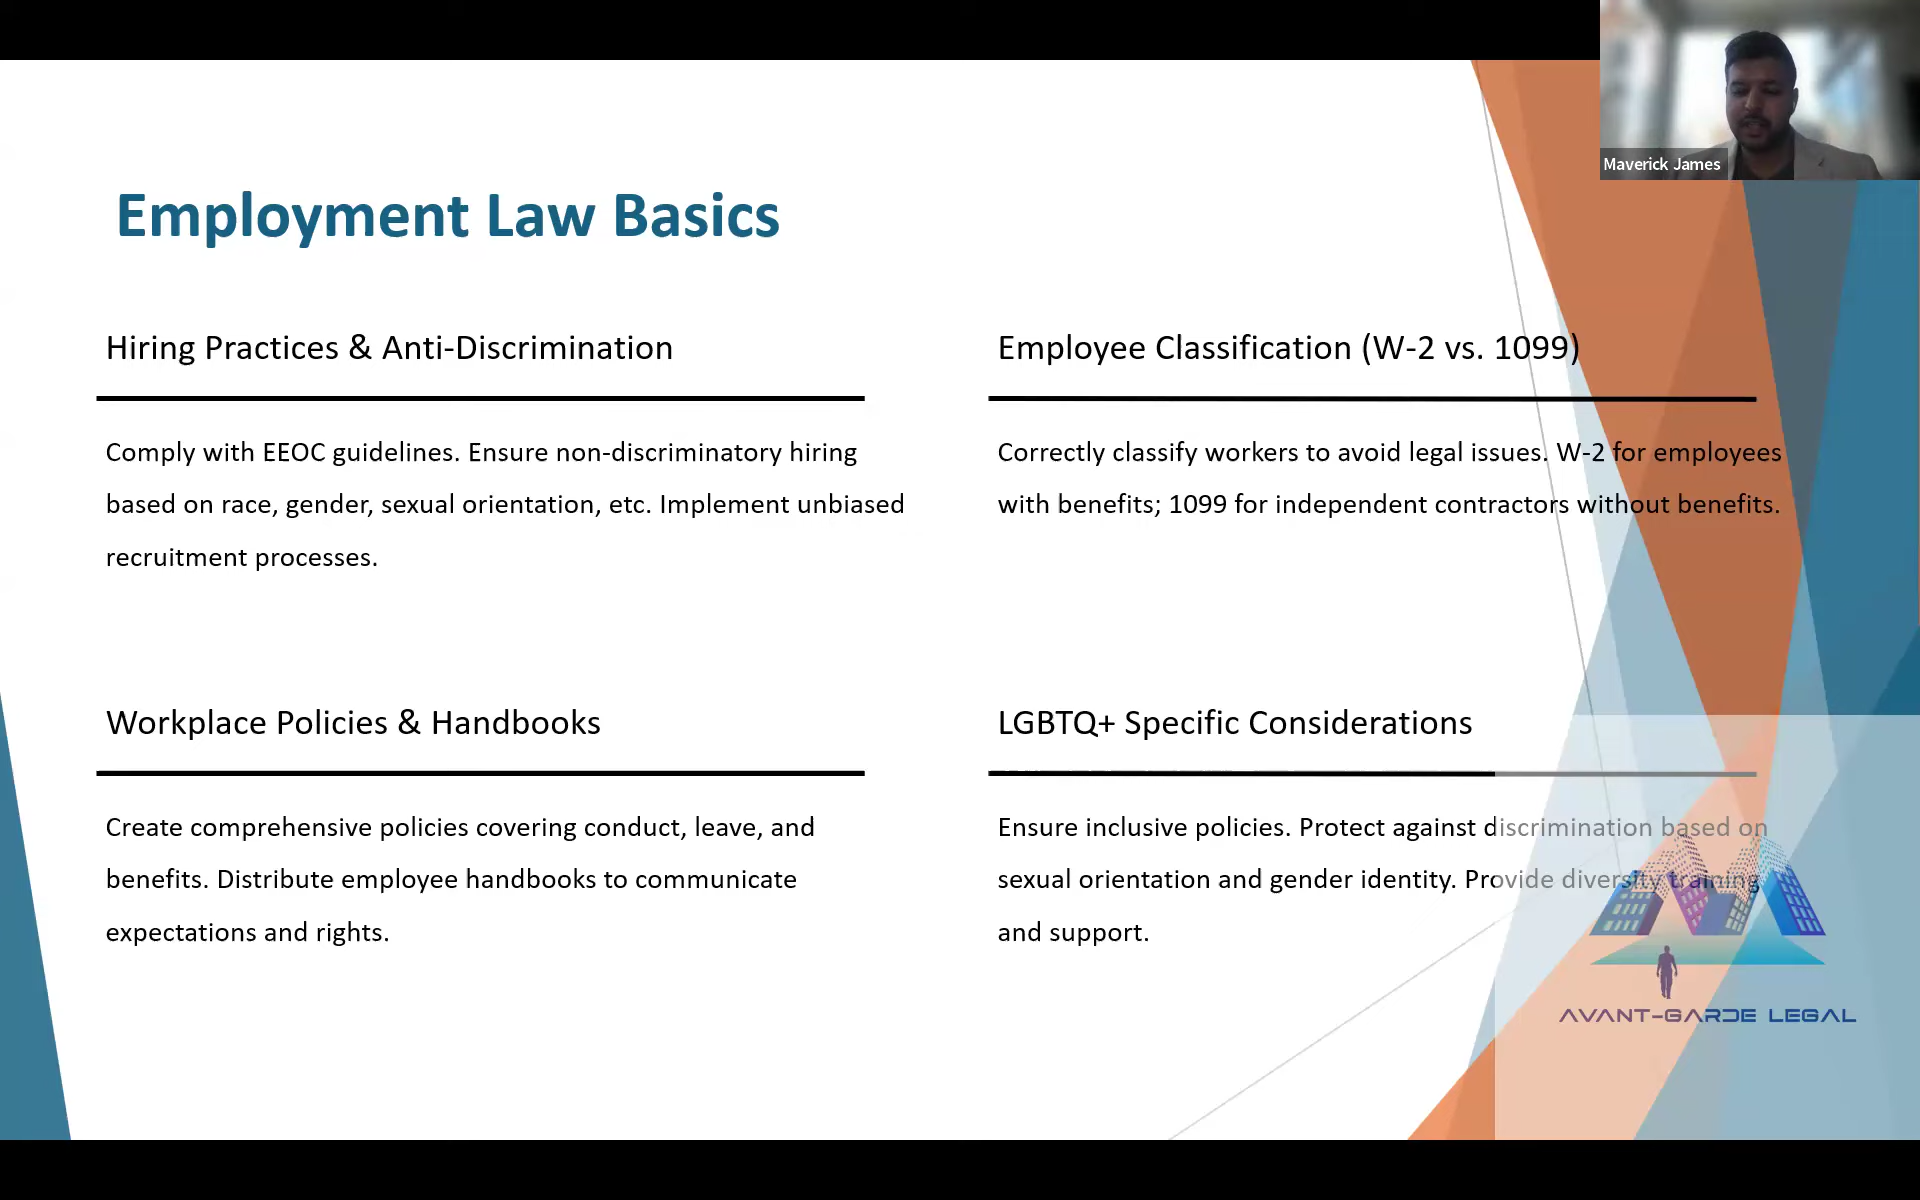 Maverick James
Employment Law Basics
Hiring Practices & Anti-Discrimination
Comply with EEOC guidelines. Ensure non-discriminatory hiring
based on race, gender, sexual orientation, etc. Implement unbiased
recruitment processes.
Employee Classification (W-2 vs. 1099)
Correctly classify workers to avoid legal issues. W-2 for employees
with benefits; 1099 for independent contractors without benefits.
Workplace Policies & Handbooks
Create comprehensive policies covering conduct, leave, and
benefits. Distribute employee handbooks to communicate
expectations and rights.
LGBTQ+ Specific Considerations
Ensure inclusive policies. Protect against discrimination based on
sexual orientation and gender identity. Provide diversity training
and support.
AVANT-GARDE LEGAL